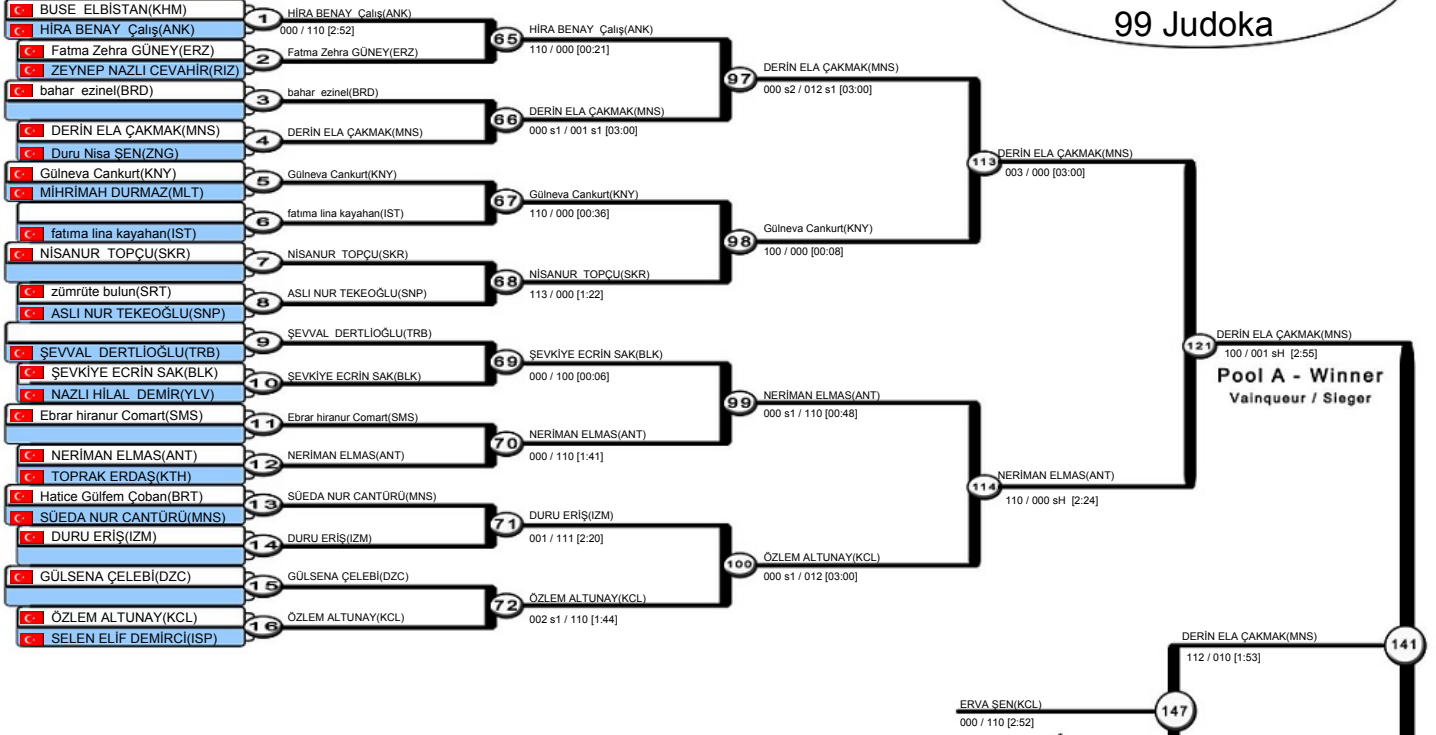 99 Judoka
BUSE ELBİSTAN(KHM)
HİRA BENAY Çalış(ANK)
Fatma Zehra GÜNEY(ERZ)
ZEYNEP NAZLI CEVAHİR(RIZ)
bahar ezinel(BRD)
DERİN ELA ÇAKMAK(MNS)
Duru Nisa ŞEN(ZNG)
Gülneva Cankurt(KNY)
MİHRİMAH DURMAZ(MLT)
fatıma lina kayahan(IST)
NİSANUR TOPÇU(SKR)
zümrüte bulun(SRT)
ASLI NUR TEKEOĞLU(SNP)
ŞEVVAL DERTLİOĞLU(TRB)
ŞEVKİYE ECRİN SAK(BLK)
NAZLI HİLAL DEMİR(YLV)
Ebrar hiranur Comart(SMS)
NERİMAN ELMAS(ANT)
TOPRAK ERDAŞ(KTH)
Hatice Gülfem Çoban(BRT)
SÜEDA NUR CANTÜRÜ(MNS)
DURU ERİŞ(IZM)
GÜLSENA ÇELEBİ(DZC)
ÖZLEM ALTUNAY(KCL)
SELEN ELİF DEMİRCİ(ISP)
1
HİRA BENAY Çalış(ANK)
000 / 110 [2:52]
2
Fatma Zehra GÜNEY(ERZ)
3
bahar ezinel(BRD)
4
DERİN ELA ÇAKMAK(MNS)
5
Gülneva Cankurt(KNY)
6
fatıma lina kayahan(IST)
7
NİSANUR TOPÇU(SKR)
8
ASLI NUR TEKEOĞLU(SNP)
9
ŞEVVAL DERTLİOĞLU(TRB)
10
ŞEVKİYE ECRİN SAK(BLK)
11
Ebrar hiranur Comart(SMS)
12
NERİMAN ELMAS(ANT)
13
SÜEDA NUR CANTÜRÜ(MNS)
14
DURU ERİŞ(IZM)
15
GÜLSENA ÇELEBİ(DZC)
16
ÖZLEM ALTUNAY(KCL)
65
HİRA BENAY Çalış(ANK)
110 / 000 [00:21]
66
DERİN ELA ÇAKMAK(MNS)
000 s1 / 001 s1 [03:00]
67
Gülneva Cankurt(KNY)
110 / 000 [00:36]
68
NİSANUR TOPÇU(SKR)
113 / 000 [1:22]
69
ŞEVKİYE ECRİN SAK(BLK)
000 / 100 [00:06]
70
NERİMAN ELMAS(ANT)
000 / 110 [1:41]
71
DURU ERİŞ(IZM)
001 / 111 [2:20]
72
ÖZLEM ALTUNAY(KCL)
002 s1 / 110 [1:44]
97
DERİN ELA ÇAKMAK(MNS)
000 s2 / 012 s1 [03:00]
98
Gülneva Cankurt(KNY)
100 / 000 [00:08]
99
NERİMAN ELMAS(ANT)
000 s1 / 110 [00:48]
100
ÖZLEM ALTUNAY(KCL)
000 s1 / 012 [03:00]
113
DERİN ELA ÇAKMAK(MNS)
003 / 000 [03:00]
114
NERİMAN ELMAS(ANT)
110 / 000 sH [2:24]
121
DERİN ELA ÇAKMAK(MNS)
100 / 001 sH [2:55]
Pool A - Winner
Vainqueur / Sieger
DERİN ELA ÇAKMAK(MNS)
112 / 010 [1:53]
141
ERVA ŞEN(KCL)
000 / 110 [2:52]
147